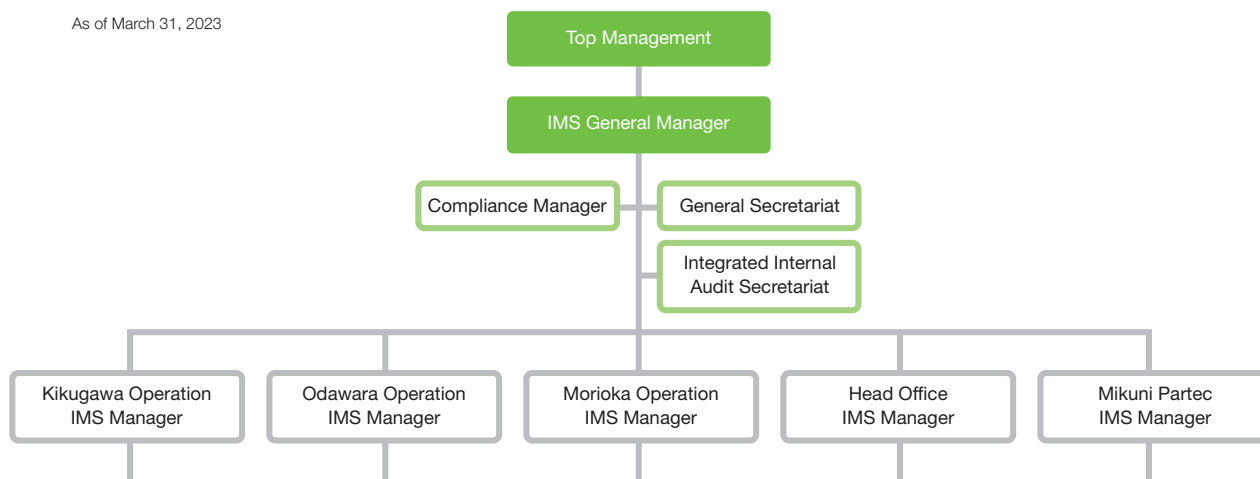 As of March 31, 2023
Top Management
IMS General Manager
Compliance Manager
General Secretariat
Integrated Internal
Audit Secretariat
Kikugawa Operation
IMS Manager
Odawara Operation
IMS Manager
Morioka Operation
IMS Manager
Head Office
IMS Manager
Mikuni Partec
IMS Manager